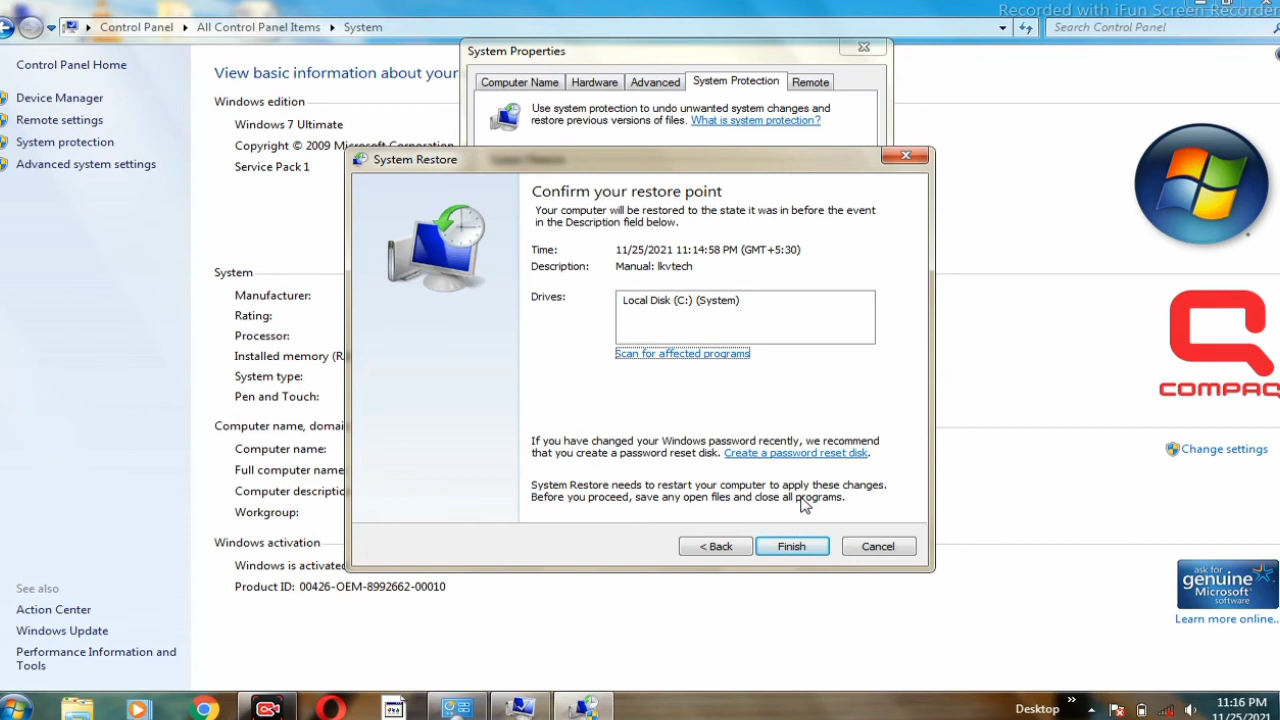 Recorded with iFun Screen Recorder
Control Panel All Control Panel Items System
Search Control Panel
Control Panel Home
Device Manager
Remote settings
System protection
Advanced system settings
View basic information about your
Windows edition
Windows 7 Ultimate
Copyright © 2009 Microsoft Corporation
Service Pack 1
System
Manufacturer:
Rating:
Processor:
Installed memory (R
System type:
Pen and Touch:
Computer name, domai
Computer name:
Full computer name
Computer descriptic
Workgroup:
Windows activation
Windows is activate
Product ID: 00426-OEM-8992662-00010
System Properties
Computer Name Hardware Advanced System Protection Remote
Use system protection to undo unwanted system changes and
restore previous versions of files. What is system protection?
System Restore
Confirm your restore point
Your computer will be restored to the state it was in before the event
in the Description field below.
Time: 11/25/2021 11:14:58 PM (GMT+5:30)
Description: Manual: lkvtech
Drives: Local Disk (C:) (System)
Scan for affected programs
If you have changed your Windows password recently, we recommend
that you create a password reset disk. Create a password reset disk.
System Restore needs to restart your computer to apply these changes.
Before you proceed, save any open files and close all programs.
< Back Finish Cancel
COMPAQ
Change settings
ask for
genuine
Microsoft
software
Learn more online...
See also
Action Center
Windows Update
Performance Information and
Tools
Desktop
11:16 PM
11/25/2021